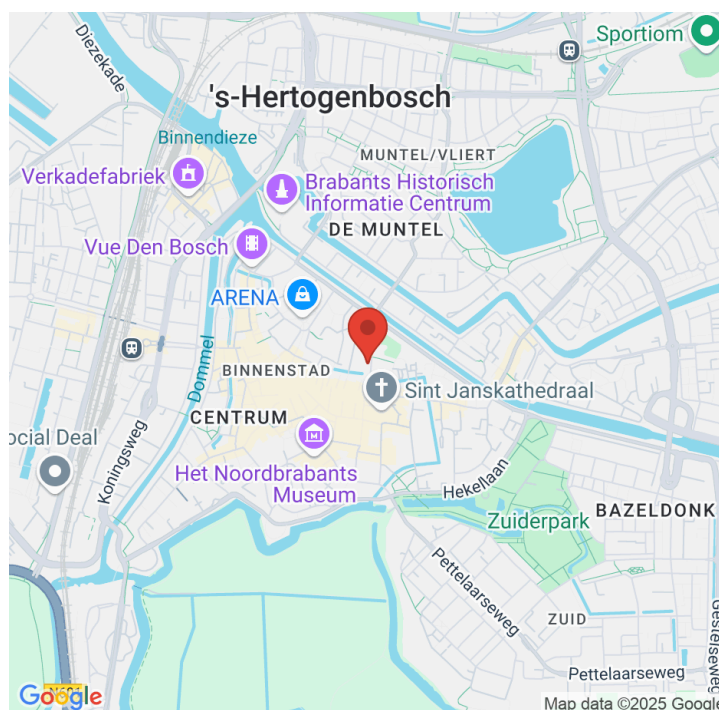 Sportiom
Diezekade
's-Hertogenbosch
Binnendieze
MUNTEL/VLIERT
Verkadefabriek
Brabants Historisch
Informatie Centrum
DE MUNTEL
Vue Den Bosch
ARENA
Dommel
BINNENSTAD
Sint Janskathedraal
CENTRUM
ocial Deal
Koningsweg
Het Noordbrabants
Museum
Hekellaan
BAZELDONK
Zuiderpark
Pettelaarseweg
ZUID
Gestelseweg
Pettelaarseweg
Google
Map data ©2025 Google